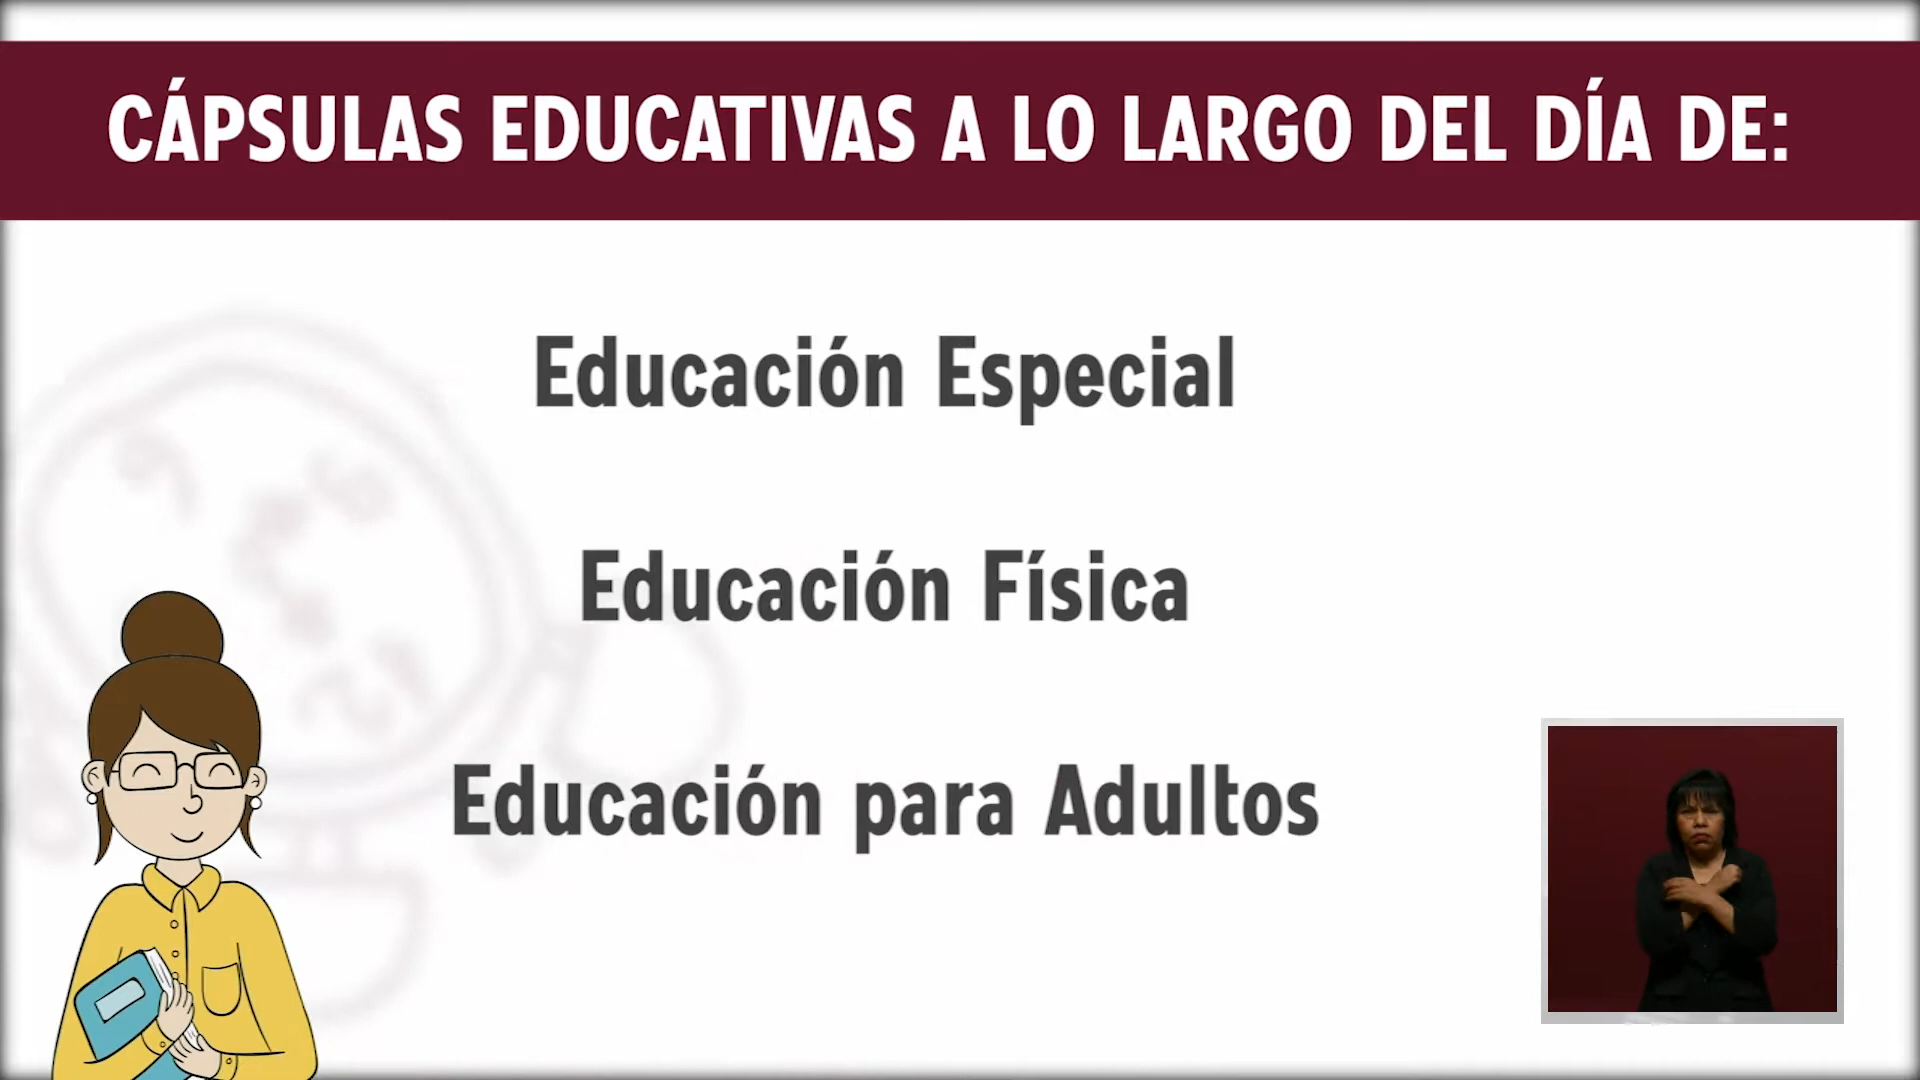 CÁPSULAS EDUCATIVAS A LO LARGO DEL DÍA DE:
Educación Especial
Educación Física
Educación para Adultos